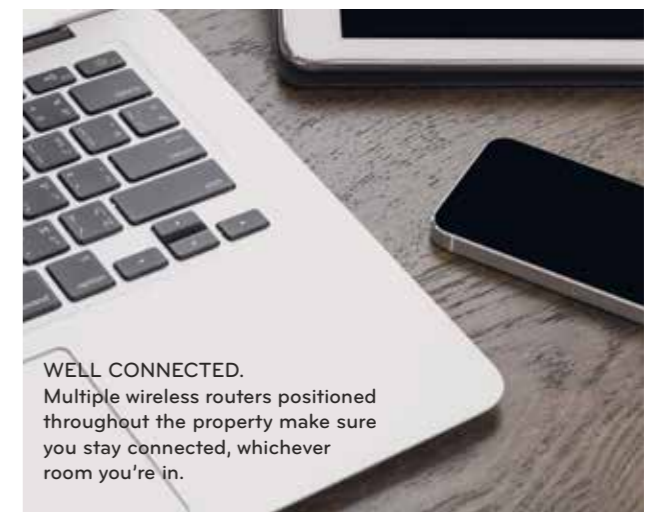 WELL CONNECTED.
Multiple wireless routers positioned
throughout the property make sure
you stay connected, whichever
room you're in.